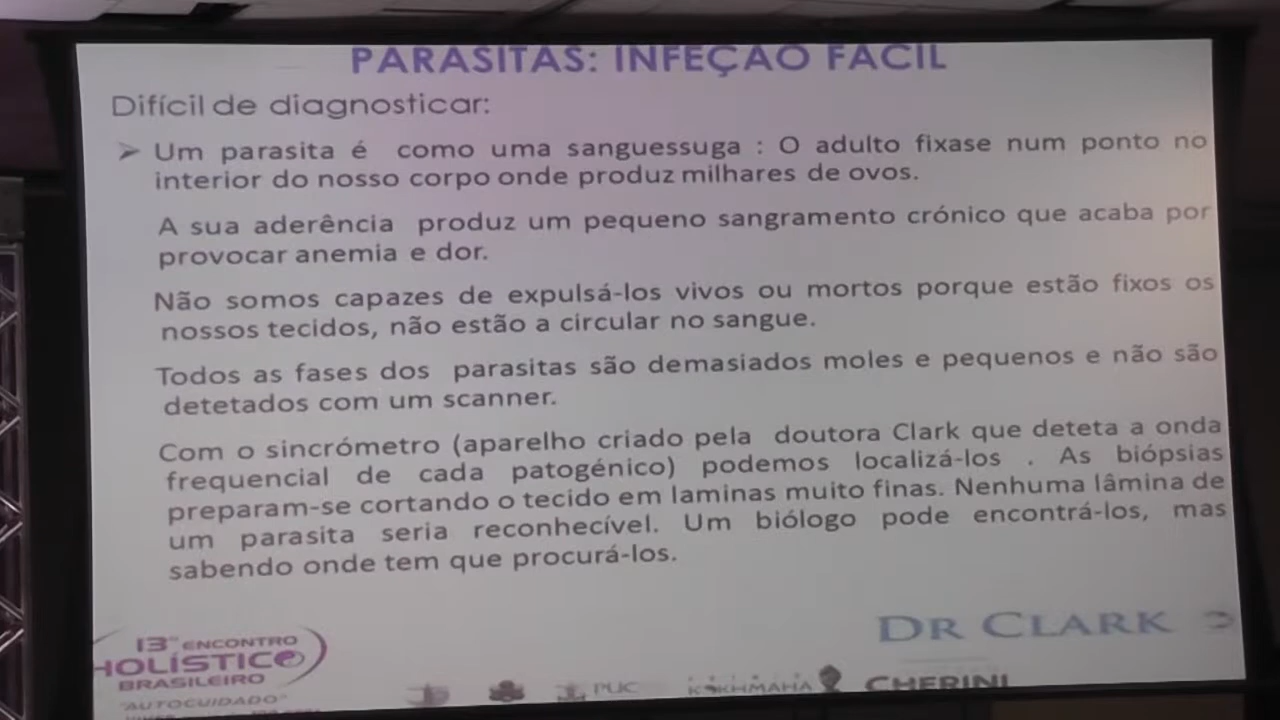 PARASITAS: INFEÇAO FACIL
Difícil de diagnosticar:
➢ Um parasita é como uma sanguessuga : O adulto fixase num ponto no
interior do nosso corpo onde produz milhares de ovos.
A sua aderência produz um pequeno sangramento crónico que acaba por
provocar anemia e dor.
Não somos capazes de expulsá-los vivos ou mortos porque estão fixos os
nossos tecidos, não estão a circular no sangue.
Todos as fases dos parasitas são demasiados moles e pequenos e não são
detetados com um scanner.
Com o sincrómetro (aparelho criado pela doutora Clark que deteta a onda
frequencial de cada patogénico) podemos localizá-los . As biópsias
preparam-se cortando o tecido em laminas muito finas. Nenhuma lâmina de
um parasita seria reconhecível. Um biólogo pode encontrá-los, mas
sabendo onde tem que procurá-los.
DR CLARK
13º ENCONTRO
HOLÍSTICO
BRASILEIRO
"AUTOCUIDADO"
PUC
CHERINI